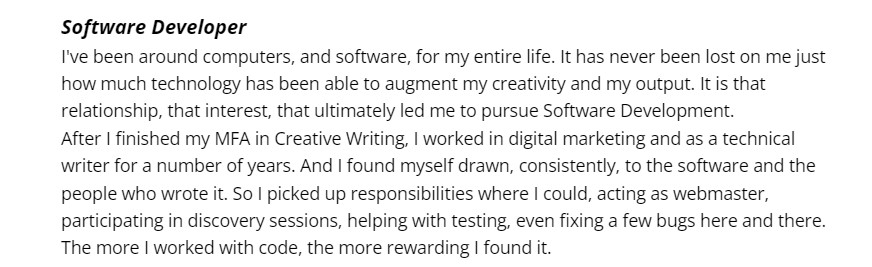 Software Developer
I've been around computers, and software, for my entire life. It has never been lost on me just
how much technology has been able to augment my creativity and my output. It is that
relationship, that interest, that ultimately led me to pursue Software Development.
After I finished my MFA in Creative Writing, I worked in digital marketing and as a technical
writer for a number of years. And I found myself drawn, consistently, to the software and the
people who wrote it. So I picked up responsibilities where I could, acting as webmaster,
participating in discovery sessions, helping with testing, even fixing a few bugs here and there.
The more I worked with code, the more rewarding I found it.